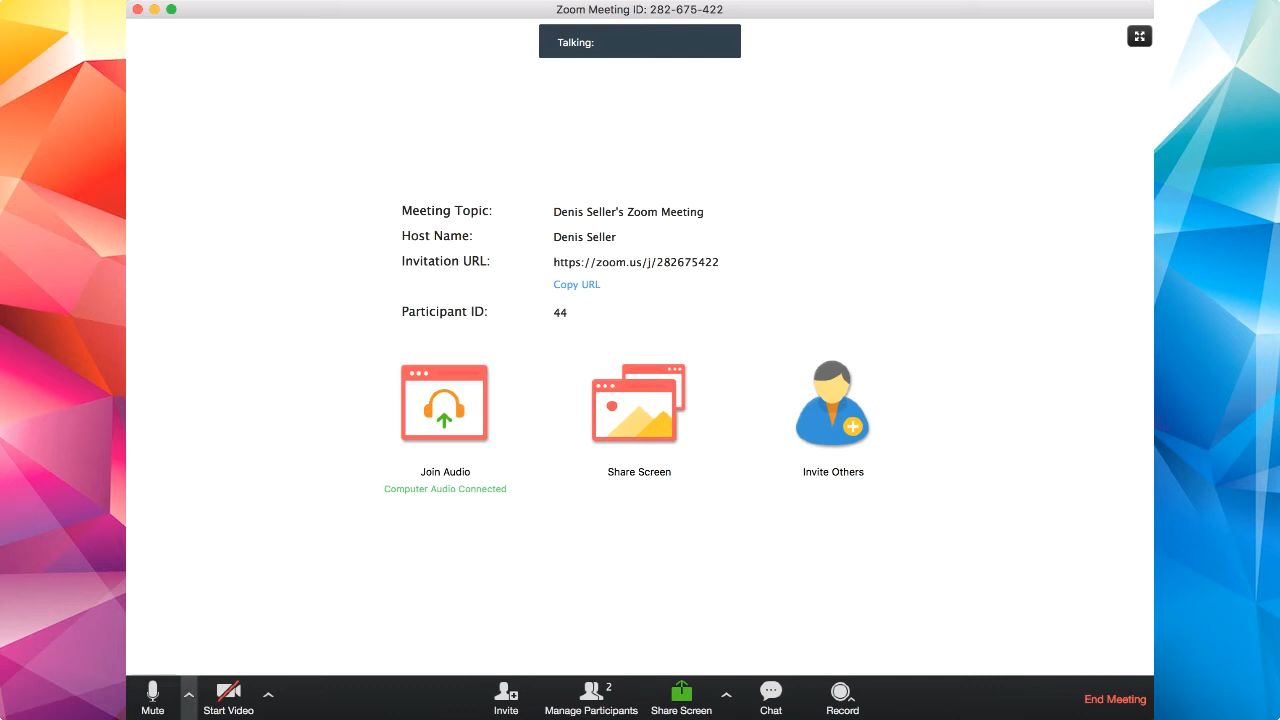 Zoom Meeting ID: 282-675-422
Talking:
Meeting Topic: Denis Seller's Zoom Meeting
Host Name: Denis Seller
Invitation URL: https://zoom.us/j/282675422
Copy URL
Participant ID: 44
Join Audio
Computer Audio Connected
Share Screen
Invite Others
Mute
Start Video
Invite
2
Manage Participants
Share Screen
Chat
Record
End Meeting